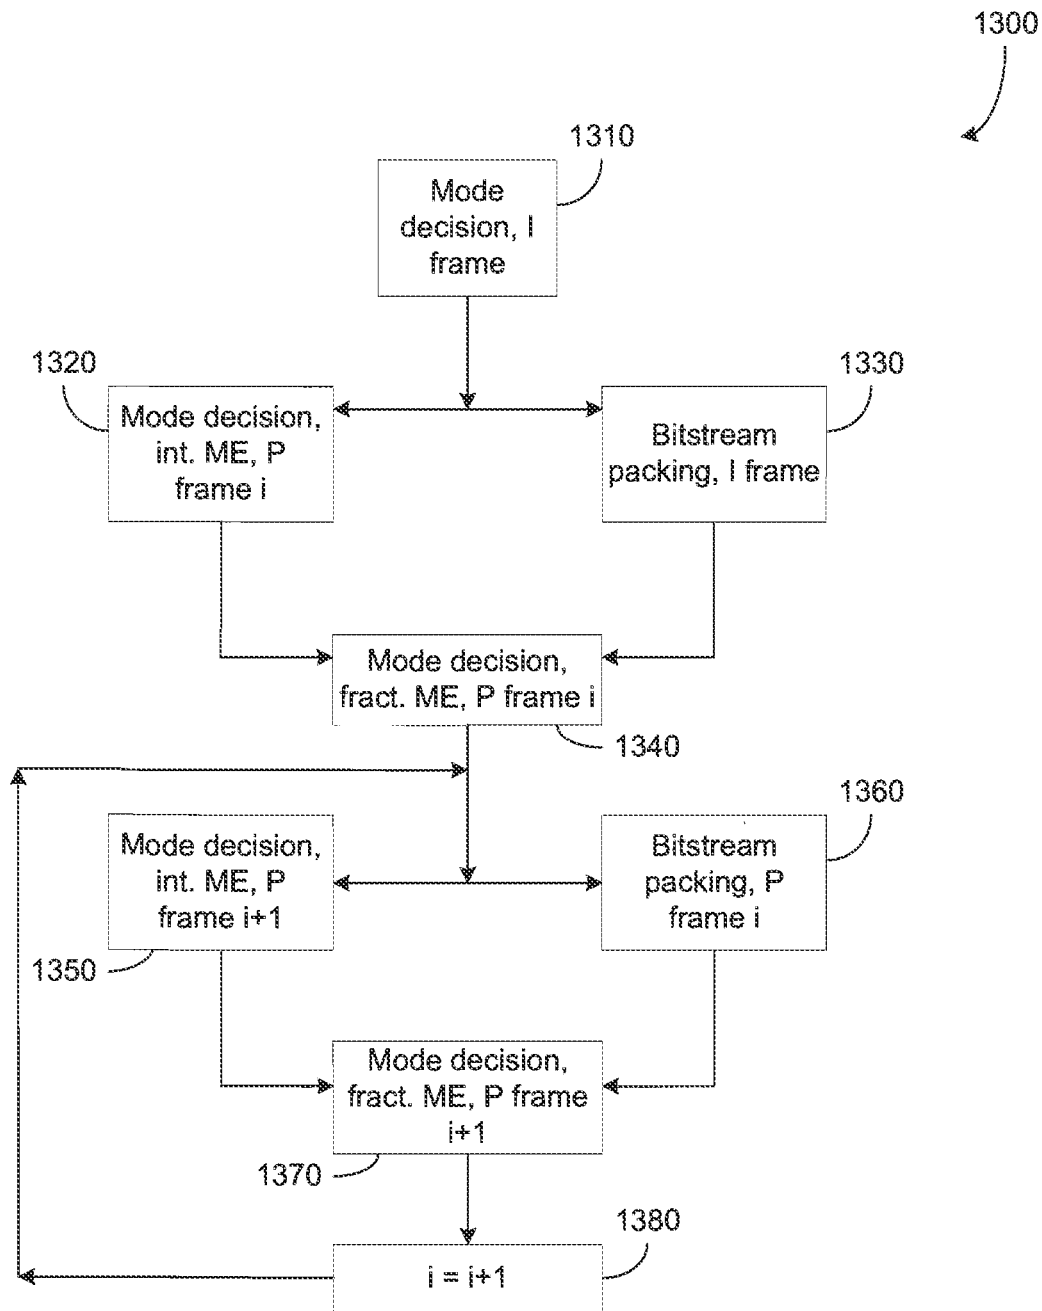 1300
1310
Mode
decision, I
frame
1320
1330
Mode decision,
int. ME, P
frame i
Bitstream
packing, I frame
Mode decision,
fract. ME, P frame i
1340
1360
Mode decision,
int. ME, P
frame i+1
Bitstream
packing, P
frame i
1350
Mode decision,
fract. ME, P frame
i+1
1370
1380
i = i+1